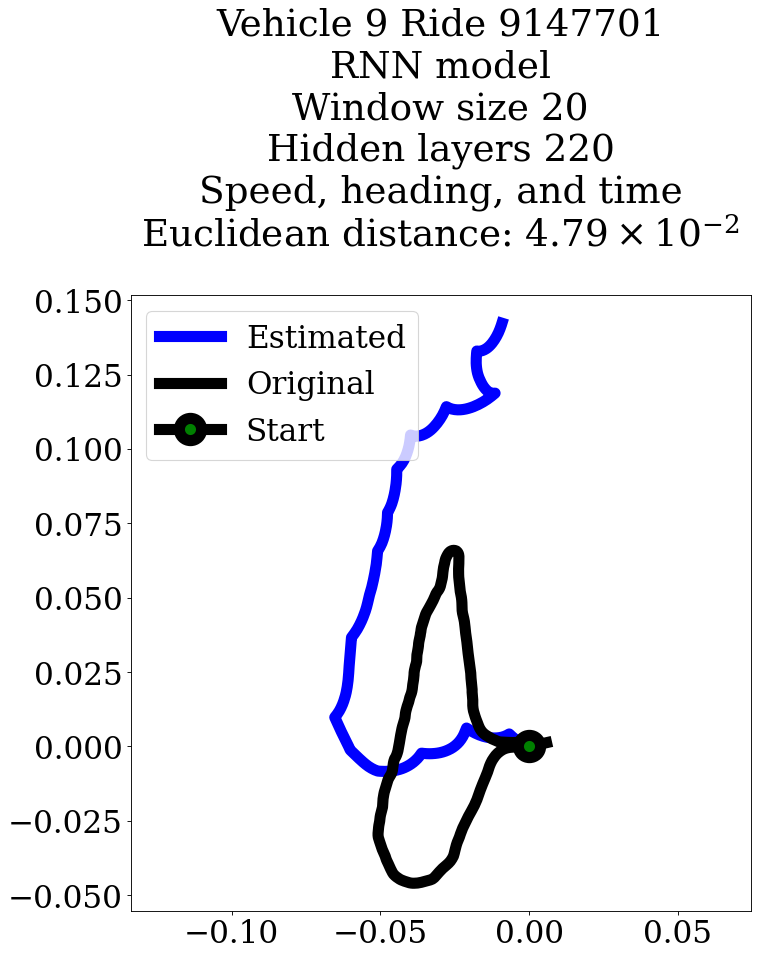 Vehicle 9 Ride 9147701
RNN model
Window size 20
Hidden layers 220
Speed, heading, and time
Euclidean distance: 4.79 × 10⁻²
Estimated
Original
Start
0.150
0.125
0.100
0.075
0.050
0.025
0.000
−0.025
−0.050
−0.10
−0.05
0.00
0.05